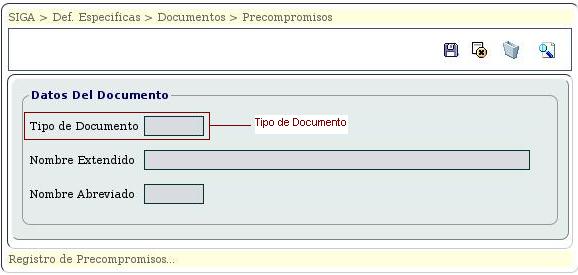 SIGA > Def. Especificas > Documentos > Precompromisos
Datos Del Documento
Tipo de Documento
Tipo de Documento
Nombre Extendido
Nombre Abreviado
Registro de Precompromisos...